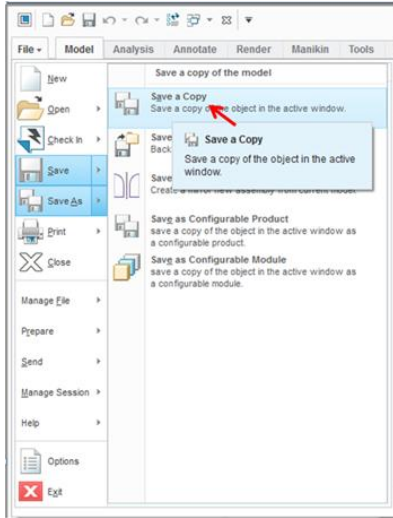 File
Model
Analysis
Annotate
Render
Manikin
Tools
New
Open
Check In
Save
Save As
Print
Close
Manage File
Prepare
Send
Manage Session
Help
Options
Exit
Save a copy of the model
Save a Copy
Save a copy object in the active window.
Save a Copy
Save a copy of the object in the active
window.
Save
Back
Save
Create a mirror new assembly from current model.
Save as Configurable Product
save a copy of the object in the active window as
a configurable product.
Save as Configurable Module
save a copy of the object in the active window as
a configurable module.